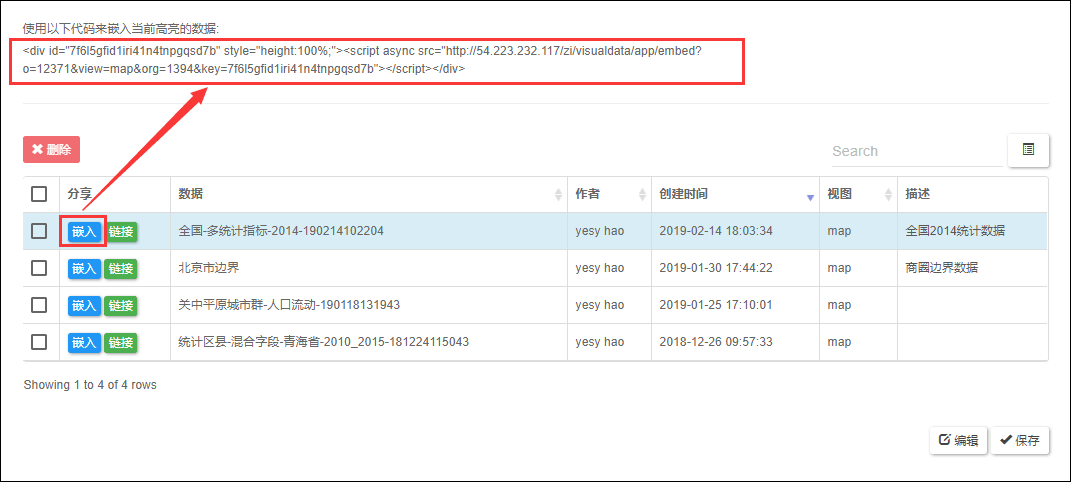 使用以下代码来嵌入当前高亮的数据:
<div id="7f6l5gfid1iri41n4tnpgqsd7b" style="height:100%;"><script async src="http://54.223.232.117/zi/visualdata/app/embed?
o=12371&view=map&org=1394&key=7f6l5gfid1iri41n4tnpgqsd7b"></script></div>
删除
Search
分享 数据 作者 创建时间 视图 描述
嵌入 链接 全国-多统计指标-2014-190214102204 yesy hao 2019-02-14 18:03:34 map 全国2014统计数据
嵌入 链接 北京市边界 yesy hao 2019-01-30 17:44:22 map 商圈边界数据
嵌入 链接 关中平原城市群-人口流动-190118131943 yesy hao 2019-01-25 17:10:01 map
嵌入 链接 统计区县-混合字段-青海省-2010_2015-181224115043 yesy hao 2018-12-26 09:57:33 map
Showing 1 to 4 of 4 rows
编辑 保存